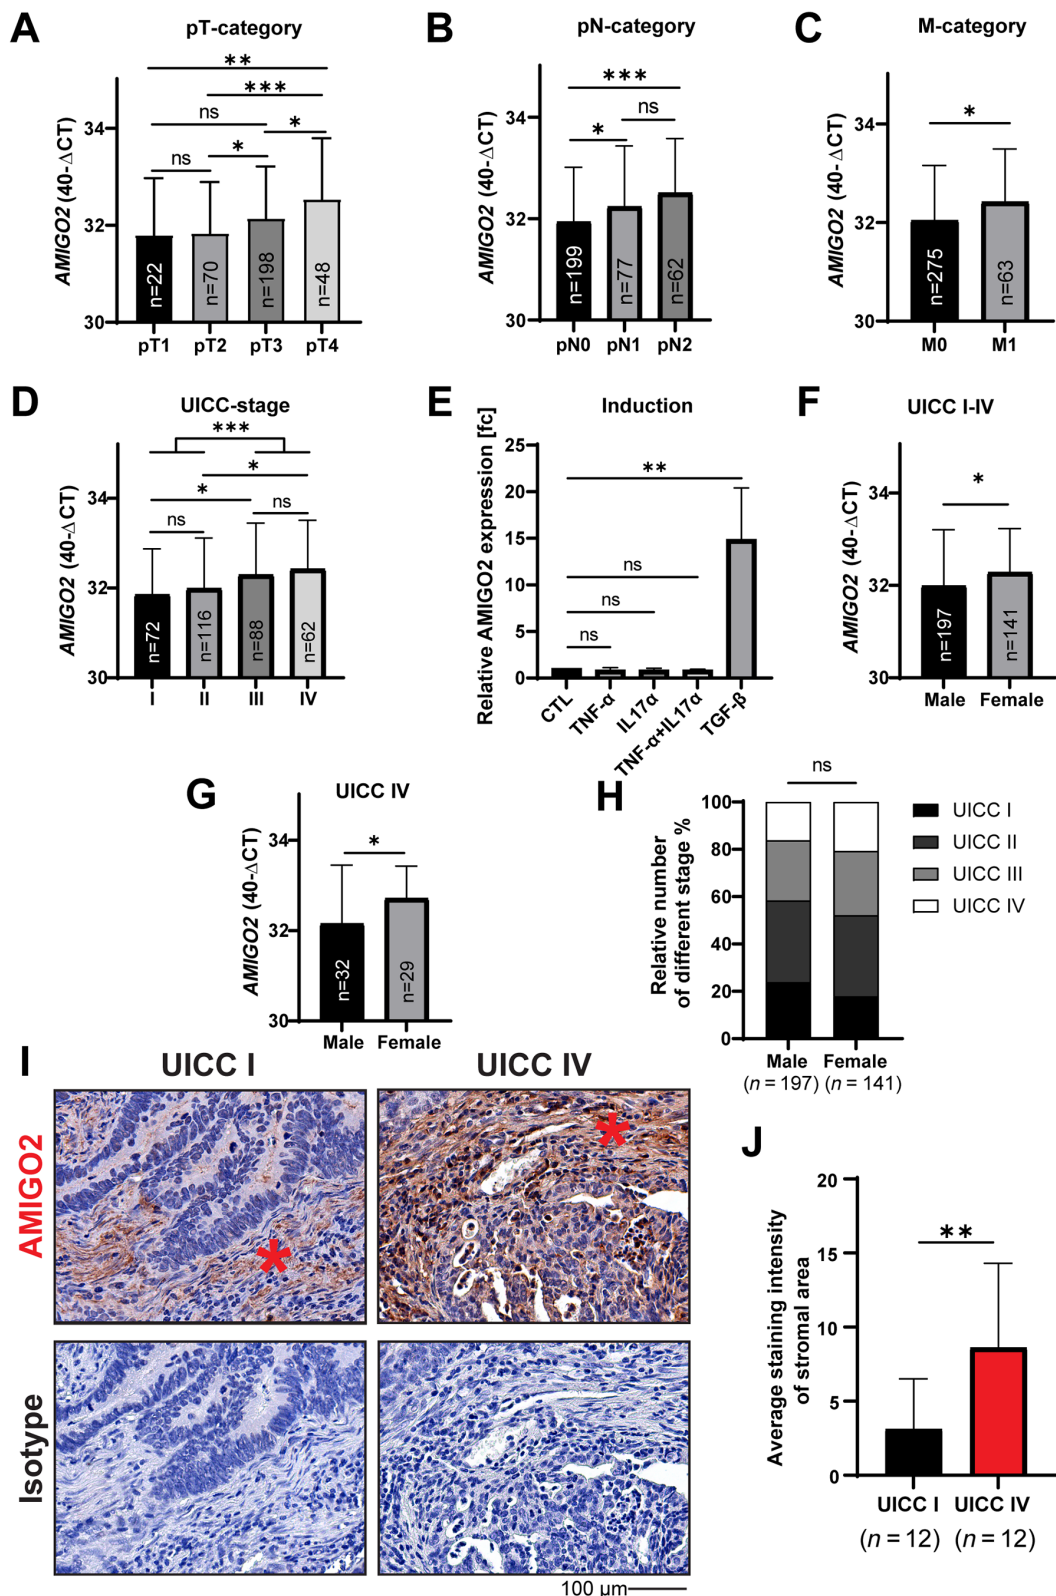 A
pT-category
**
***
ns
*
ns
*
AMIGO2 (40-ΔCT)
34
32
30
n=22
n=70
n=198
n=48
pT1 pT2 pT3 pT4
B
pN-category
***
ns
*
AMIGO2 (40-ΔCT)
34
32
30
n=199
n=77
n=62
pN0 pN1 pN2
C
M-category
*
AMIGO2 (40-ΔCT)
34
32
30
n=275
n=63
M0 M1
D
UICC-stage
***
*
*
ns
ns
AMIGO2 (40-ΔCT)
34
32
30
n=72
n=116
n=88
n=62
I II III IV
E
Induction
Relative AMIGO2 expression [fc]
25
20
15
10
5
0
**
ns
ns
ns
CTL
TNF-α
IL17α
TNF-α+IL17α
TGF-β
F
UICC I-IV
*
AMIGO2 (40-ΔCT)
34
32
30
n=197
n=141
Male Female
G
UICC IV
*
AMIGO2 (40-ΔCT)
34
32
30
n=32
n=29
Male Female
H
ns
Relative number
of different stage %
100
80
60
40
20
0
Male Female
(n = 197) (n = 141)
UICC I
UICC II
UICC III
UICC IV
I
UICC I UICC IV
AMIGO2
*
*
Isotype
100 µm
J
Average staining intensity
of stromal area
20
15
10
5
0
**
UICC I UICC IV
(n = 12) (n = 12)